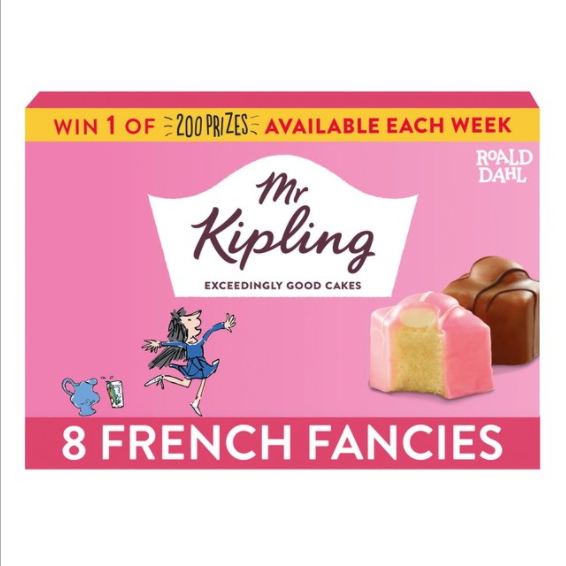 WIN 1 OF 200 PRIZES AVAILABLE EACH WEEK
ROALD
DAHL
Mr
Kipling
EXCEEDINGLY GOOD CAKES
8 FRENCH FANCIES